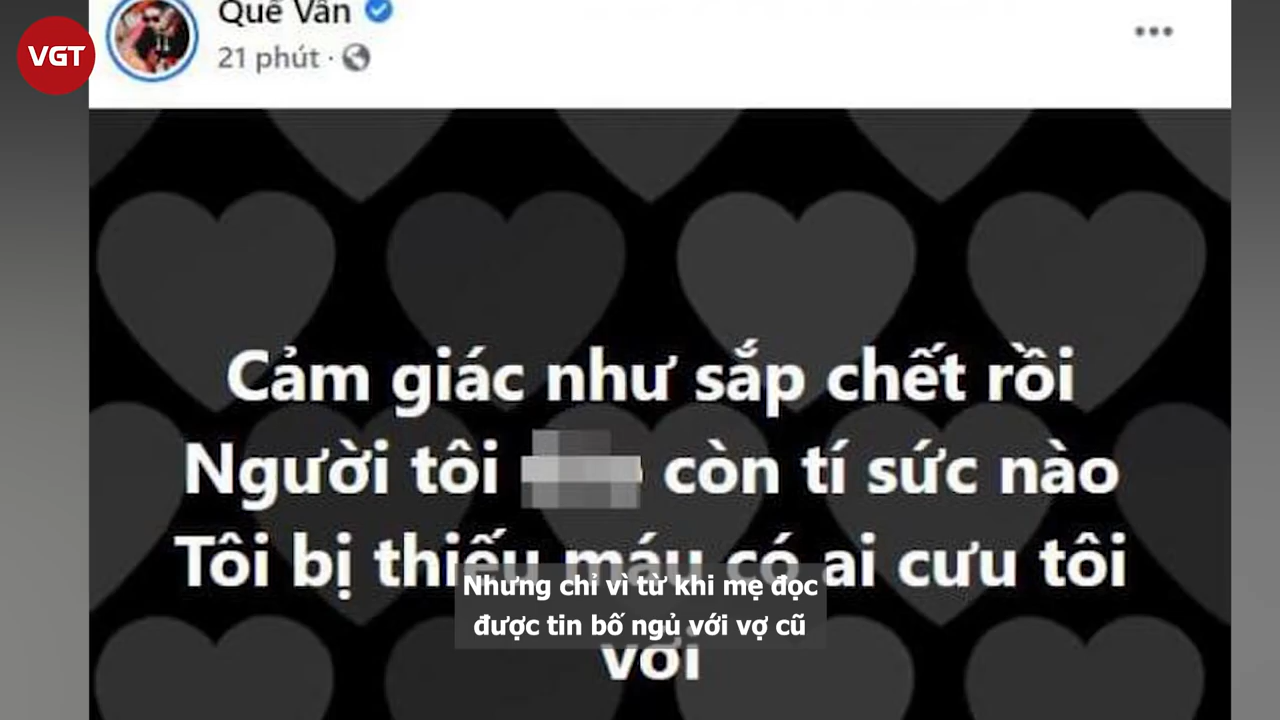 VGT
Quế Vân
21 phút ·
Cảm giác như sắp chết rồi
Người tôi còn tí sức nào
Tôi bị thiếu máu có ai cưu tôi
với
Nhưng chỉ vì từ khi mẹ đọc
được tin bố ngủ với vợ cũ